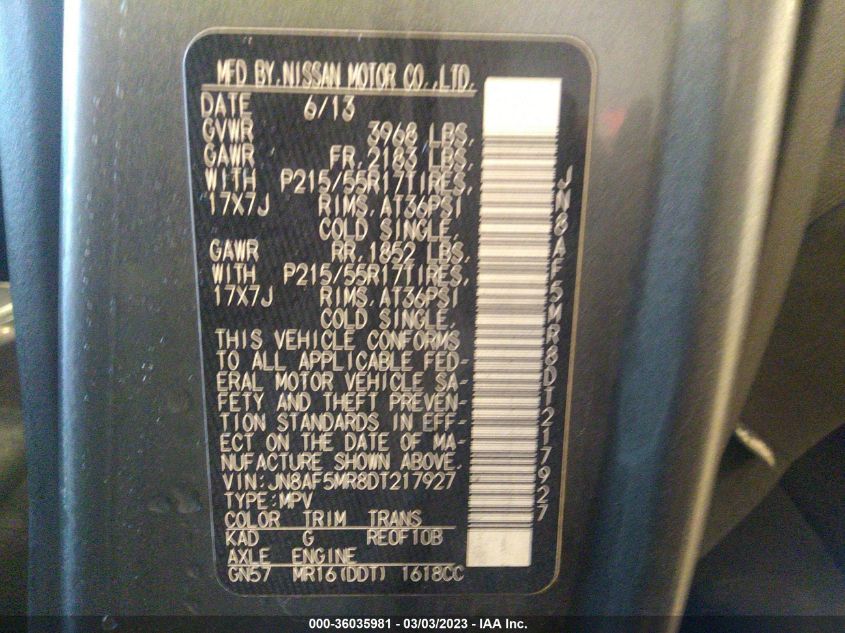 MFD BY.NISSAN MOTOR CO.,LTD.
DATE 6/13
GVWR 3968 LBS.
GAWR FR.2183 LBS.
WITH P215/55R17TIRES,
17X7J RIMS,AT36PSI
COLD SINGLE,
GAWR RR.1852 LBS.
WITH P215/55R17TIRES,
17X7J RIMS,AT36PSI
COLD SINGLE,
THIS VEHICLE CONFORMS
TO ALL APPLICABLE FED-
ERAL MOTOR VEHICLE SA-
FETY AND THEFT PREVEN-
TION STANDARDS IN EFF-
ECT ON THE DATE OF MA-
NUFACTURE SHOWN ABOVE.
VIN:JN8AF5MR8DT217927
TYPE:MPV
COLOR TRIM TRANS
KAD G RE0F10B
AXLE ENGINE
GN57 MR16(DDT) 1618CC
JN8AF5MR8DT217927
000-36035981 - 03/03/2023 - IAA Inc.